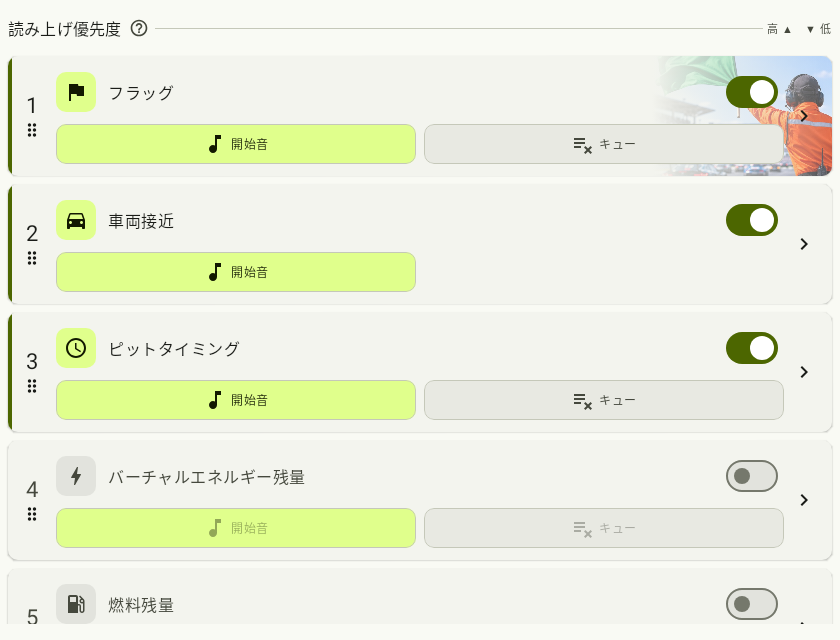 読み上げ優先度
高 ▲ ▼ 低
1
フラッグ
開始音
キュー
2
車両接近
開始音
3
ピットタイミング
開始音
キュー
4
バーチャルエネルギー残量
開始音
キュー
5
燃料残量